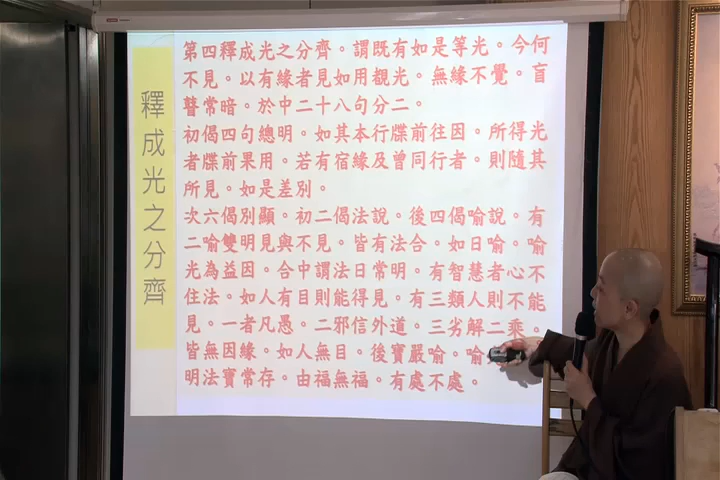 釋成光之分齊
第四釋成光之分齊。謂既有如是等光。今何
不見。以有緣者見如用觀光。無緣不覺。盲
瞽常暗。於中二十八句分二。
初偈四句總明。如其本行牒前往因。所得光
者牒前果用。若有宿緣及曾同行者。則隨其
所見。如是差別。
次六偈別顯。初二偈法說。後四偈喻說。有
二喻雙明見與不見。皆有法合。如日喻。喻
光為益因。合中謂法日常明。有智慧者心不
住法。如人有目則能得見。有三類人則不能
見。一者凡愚。二邪信外道。三劣解二乘。
皆無因緣。如人無目。後寶嚴喻。喻
明法寶常存。由福無福。有處不處。